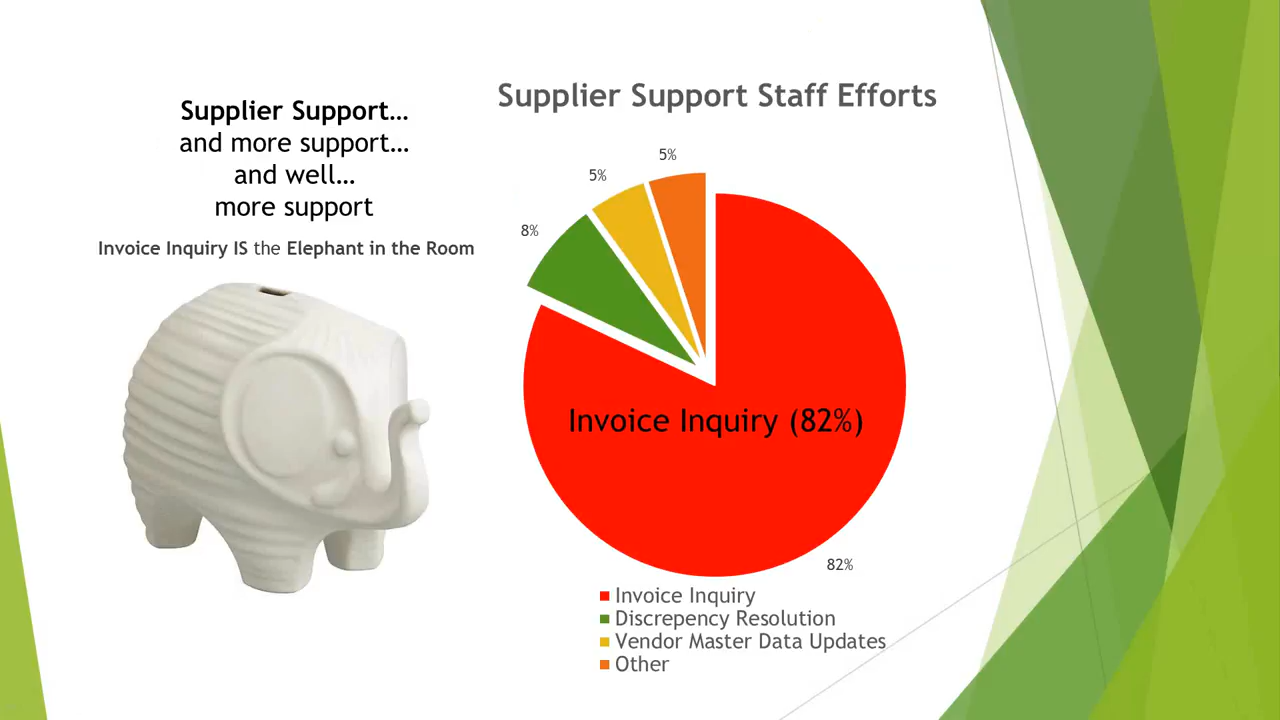 Supplier Support…
and more support…
and well…
more support
Invoice Inquiry IS the Elephant in the Room
Supplier Support Staff Efforts
5%
5%
8%
Invoice Inquiry (82%)
82%
Invoice Inquiry
Discrepency Resolution
Vendor Master Data Updates
Other